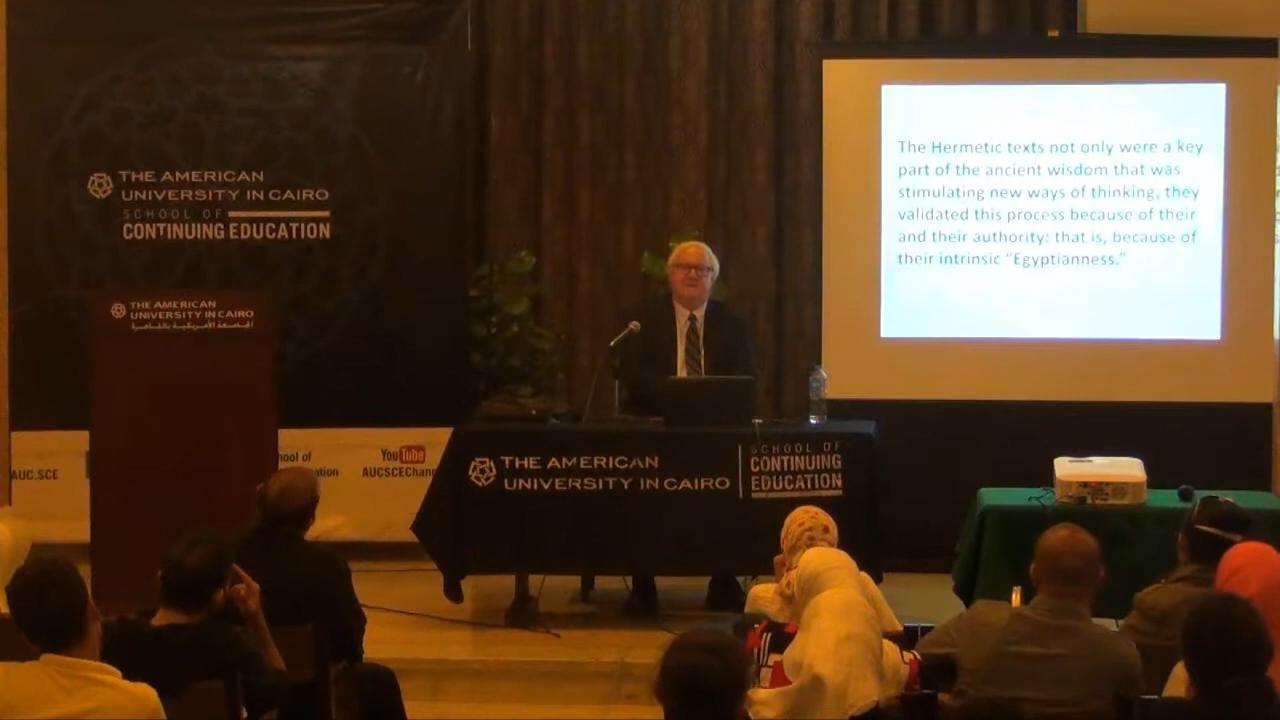 THE AMERICAN
UNIVERSITY IN CAIRO
SCHOOL OF
CONTINUING EDUCATION
THE AMERICAN
UNIVERSITY IN CAIRO
الجامعة الأمريكية بالقاهرة
AUC.SCE
YouTube
AUCSCEChan
THE AMERICAN
UNIVERSITY IN CAIRO
SCHOOL OF
CONTINUING
EDUCATION
The Hermetic texts not only were a key
part of the ancient wisdom that was
stimulating new ways of thinking, they
validated this process because of their
and their authority: that is, because of
their intrinsic “Egyptianness.”